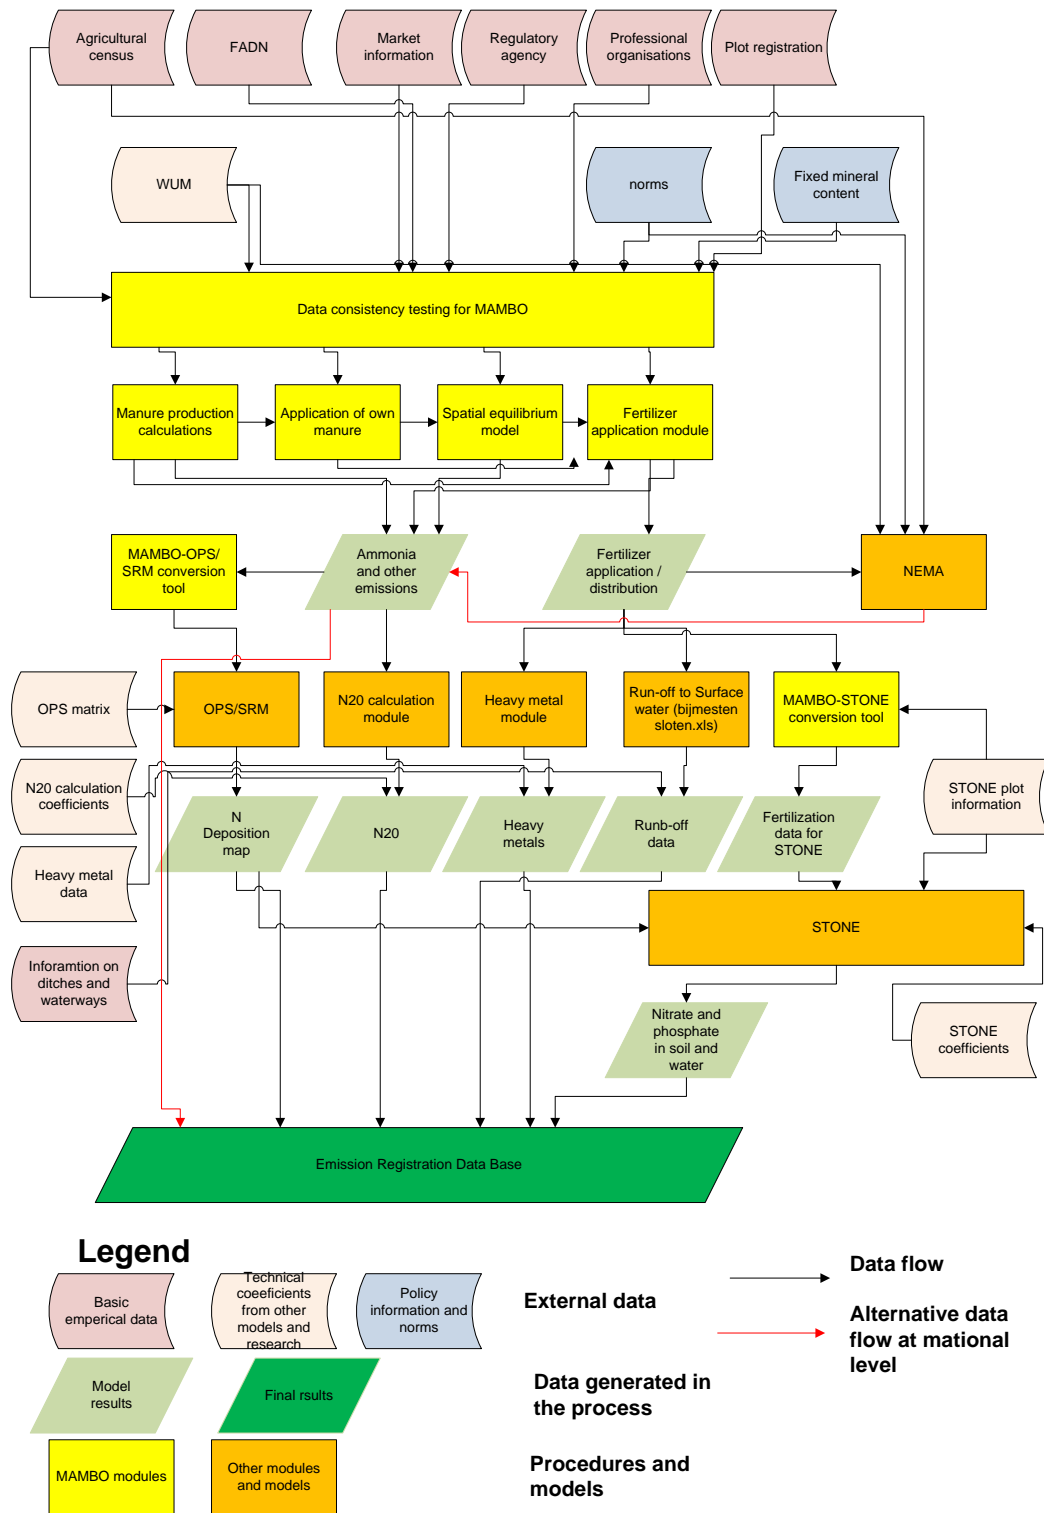 Agricultural
census
FADN
Market
information
Regulatory
agency
Professional
organisations
Plot registration
WUM
norms
Fixed mineral
content
Data consistency testing for MAMBO
Manure production
calculations
Application of own
manure
Spatial equilibrium
model
Fertilizer
application module
MAMBO-OPS/
SRM conversion
tool
Ammonia
and other
emissions
Fertilizer
application /
distribution
NEMA
OPS matrix
OPS/SRM
N20 calculation
module
Heavy metal
module
Run-off to Surface
water (bijmesten
sloten.xls)
MAMBO-STONE
conversion tool
N20 calculation
coefficients
STONE plot
information
N
Deposition
map
N20
Heavy
metals
Runb-off
data
Fertilization
data for
STONE
Heavy metal
data
STONE
Inforamtion on
ditches and
waterways
Nitrate and
phosphate
in soil and
water
STONE
coefficients
Emission Registration Data Base
Legend
Basic
emperical data
Technical
coeeficients
from other
models and
research
Policy
information and
norms
External data
Data flow
Alternative data
flow at mational
level
Model
results
Final rsults
Data generated in
the process
MAMBO modules
Other modules
and models
Procedures and
models